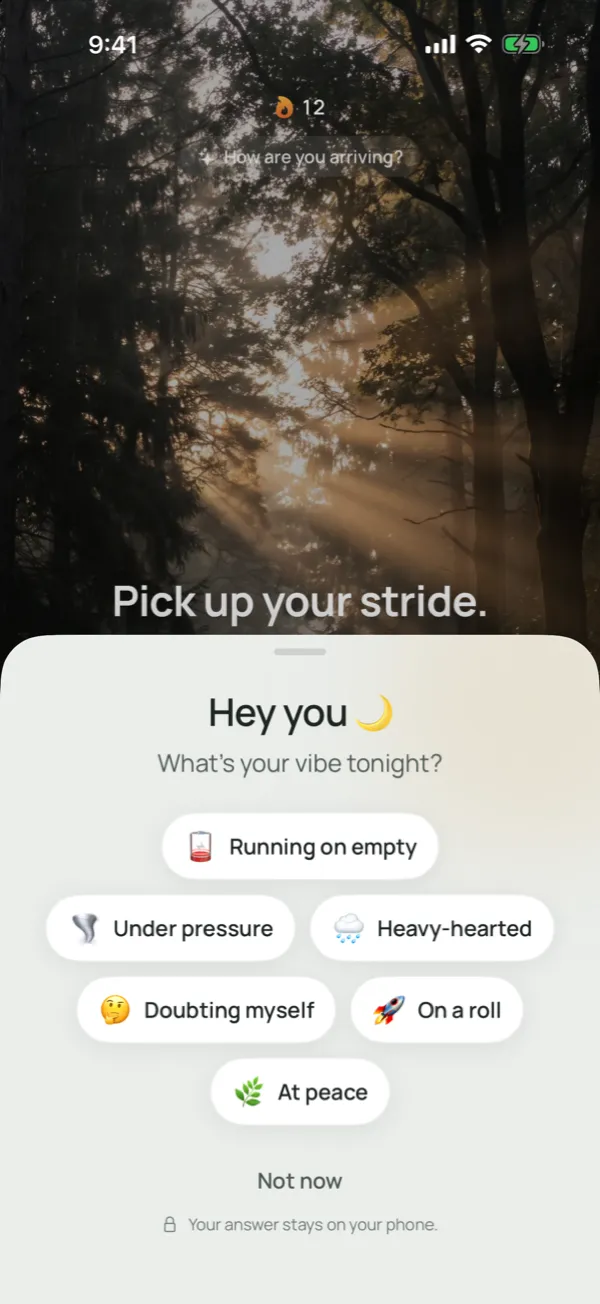 9:41
12
How are you arriving?
Pick up your stride.
Hey you
What's your vibe tonight?
Running on empty
Under pressure
Heavy-hearted
Doubting myself
On a roll
At peace
Not now
Your answer stays on your phone.